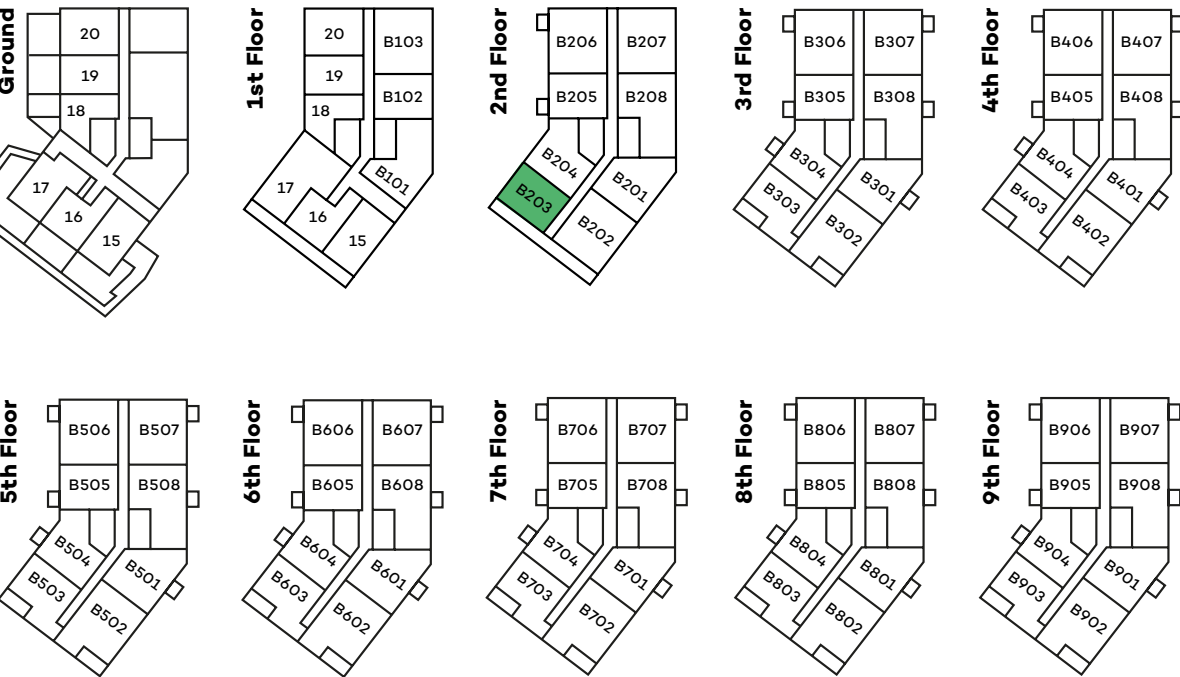 Ground
20
19
18
17
16
15
1st Floor
20
B103
19
B102
18
B101
17
16
15
2nd Floor
B206
B207
B205
B208
B204
B201
B203
B202
3rd Floor
B306
B307
B305
B308
B304
B301
B303
B302
4th Floor
B406
B407
B405
B408
B404
B401
B403
B402
5th Floor
B506
B507
B505
B508
B504
B501
B503
B502
6th Floor
B606
B607
B605
B608
B604
B601
B603
B602
7th Floor
B706
B707
B705
B708
B704
B701
B703
B702
8th Floor
B806
B807
B805
B808
B804
B801
B803
B802
9th Floor
B906
B907
B905
B908
B904
B901
B903
B902